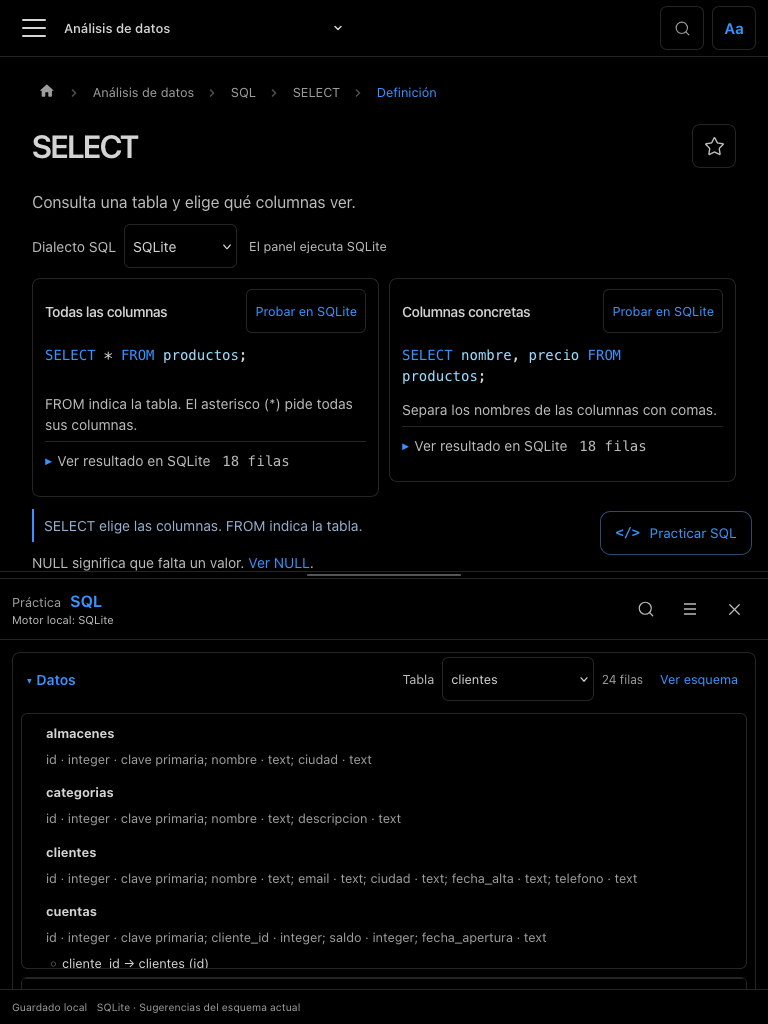 Análisis de datos
Aa
Análisis de datos > SQL > SELECT > Definición
SELECT
Consulta una tabla y elige qué columnas ver.
Dialecto SQL SQLite El panel ejecuta SQLite
Todas las columnas Probar en SQLite
SELECT * FROM productos;
FROM indica la tabla. El asterisco (*) pide todas
sus columnas.
▸ Ver resultado en SQLite 18 filas
Columnas concretas Probar en SQLite
SELECT nombre, precio FROM
productos;
Separa los nombres de las columnas con comas.
▸ Ver resultado en SQLite 18 filas
SELECT elige las columnas. FROM indica la tabla.
</> Practicar SQL
NULL significa que falta un valor. Ver NULL.
Práctica SQL
Motor local: SQLite
▾ Datos Tabla clientes 24 filas Ver esquema
almacenes
id · integer · clave primaria; nombre · text; ciudad · text
categorias
id · integer · clave primaria; nombre · text; descripcion · text
clientes
id · integer · clave primaria; nombre · text; email · text; ciudad · text; fecha_alta · text; telefono · text
cuentas
id · integer · clave primaria; cliente_id · integer; saldo · integer; fecha_apertura · text
○ cliente_id → clientes (id)
Guardado local SQLite · Sugerencias del esquema actual